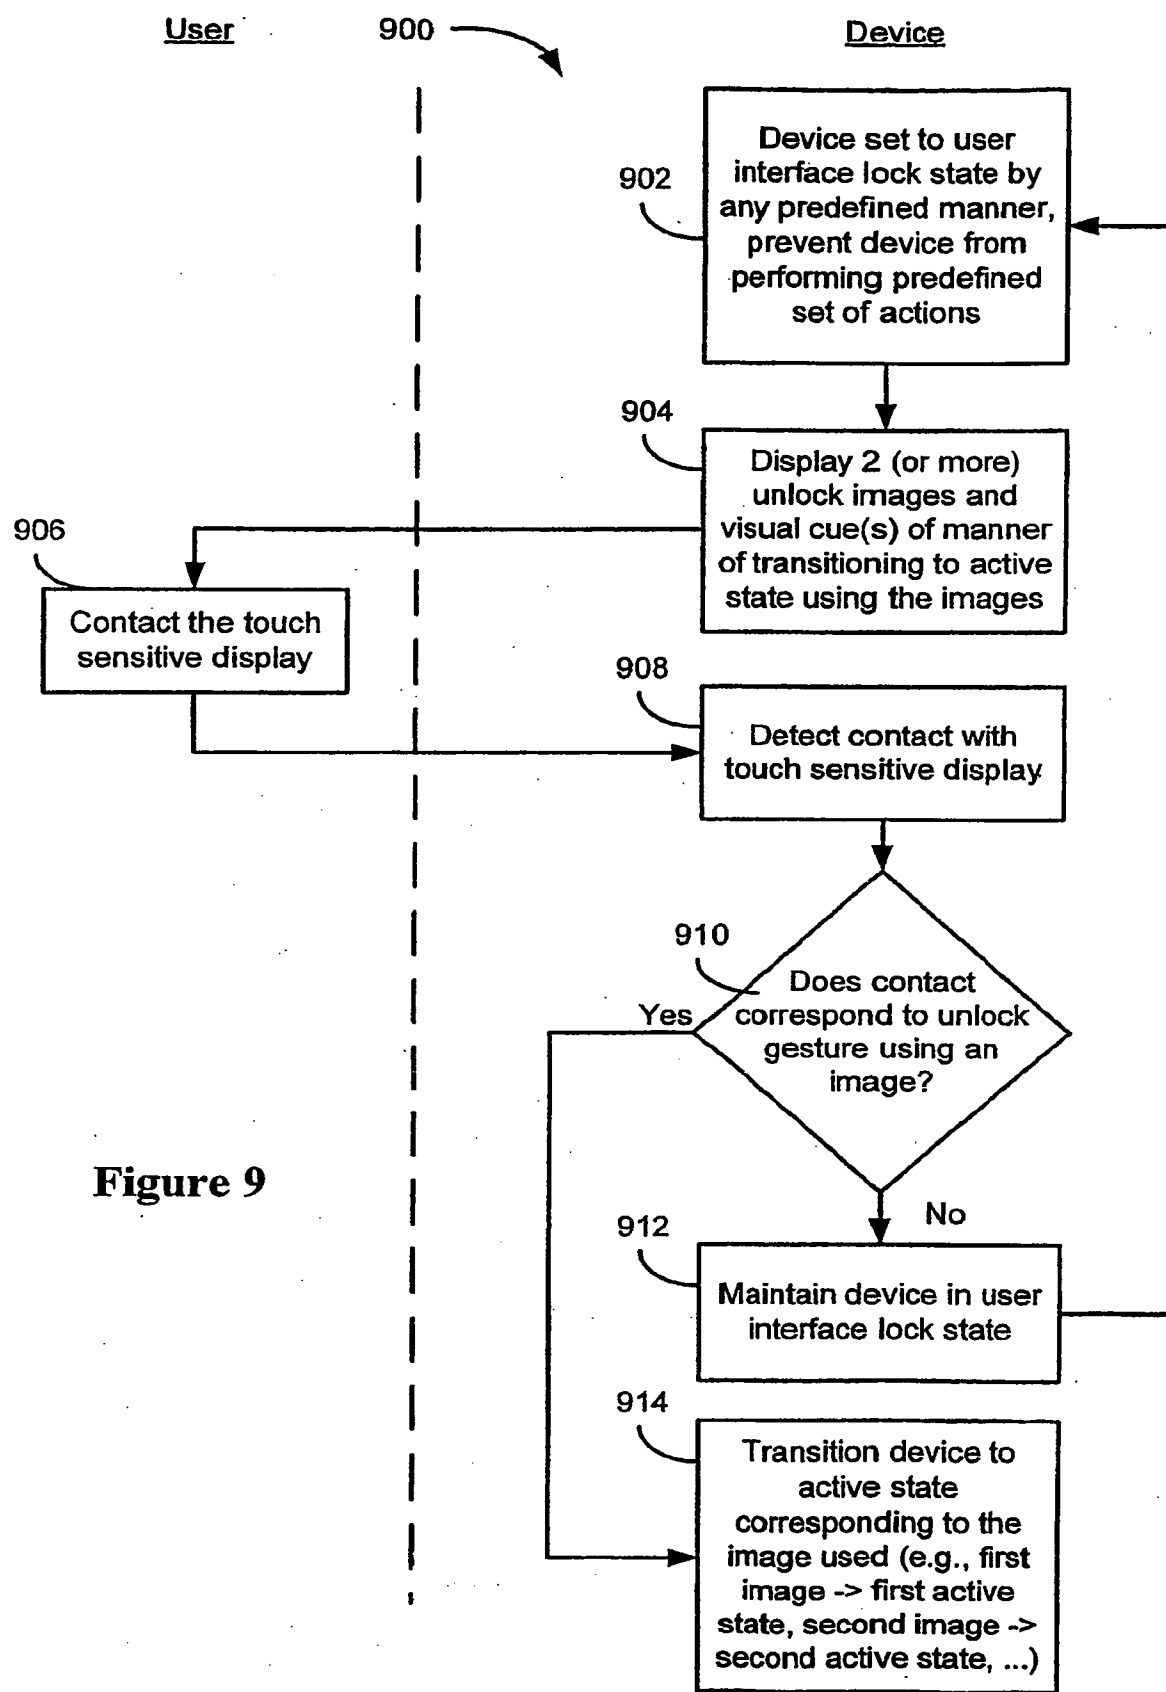 User
900
Device
902
Device set to user
interface lock state by
any predefined manner,
prevent device from
performing predefined
set of actions
904
Display 2 (or more)
unlock images and
visual cue(s) of manner
of transitioning to active
state using the images
906
Contact the touch
sensitive display
908
Detect contact with
touch sensitive display
910
Does contact
correspond to unlock
gesture using an
image?
Yes
No
Figure 9
912
Maintain device in user
interface lock state
914
Transition device to
active state
corresponding to the
image used (e.g., first
image -> first active
state, second image ->
second active state, ...)